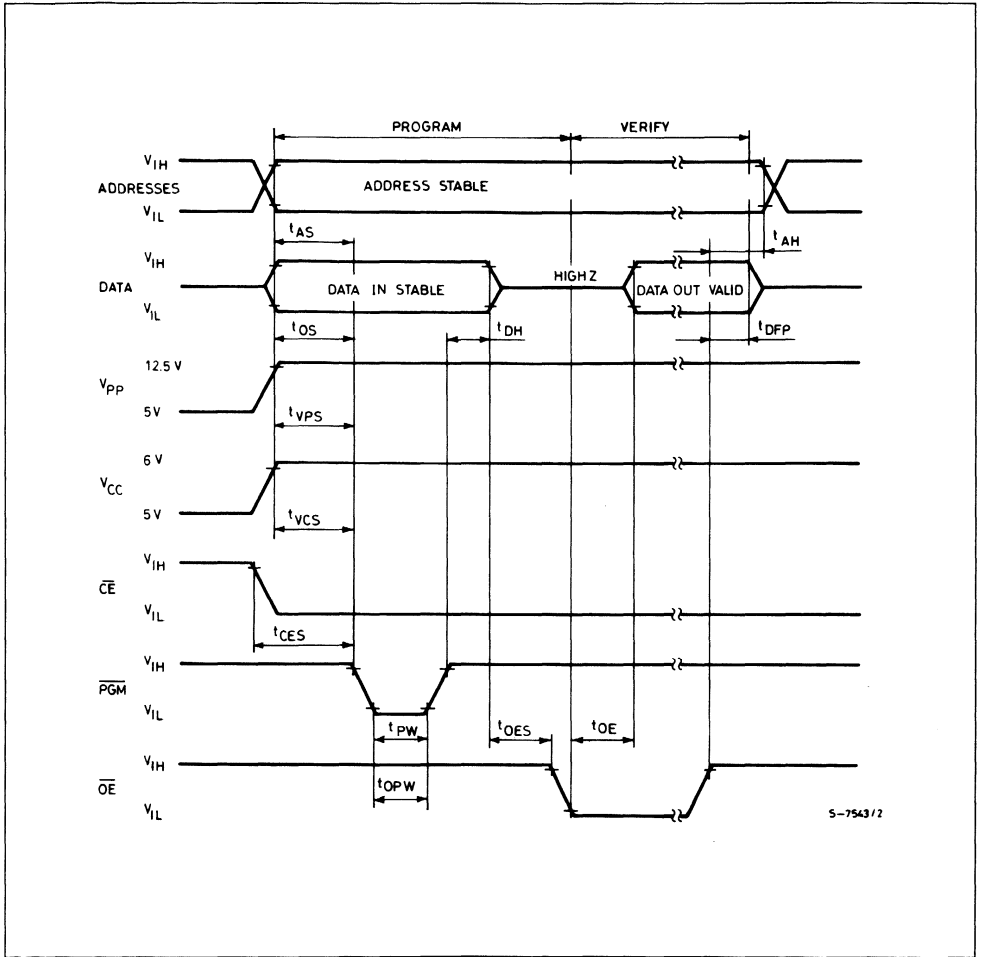 PROGRAM VERIFY
VIH
ADDRESSES ADDRESS STABLE
VIL
tAS tAH
VIH
DATA DATA IN STABLE HIGH Z DATA OUT VALID
VIL
tOS tDH tDFP
12.5 V
VPP
5V
tVPS
6 V
VCC
5V
tVCS
VIH
CE
VIL
tCES
VIH
PGM
VIL
tPW tOES tOE
VIH
OE tOPW
VIL
S-7543/2